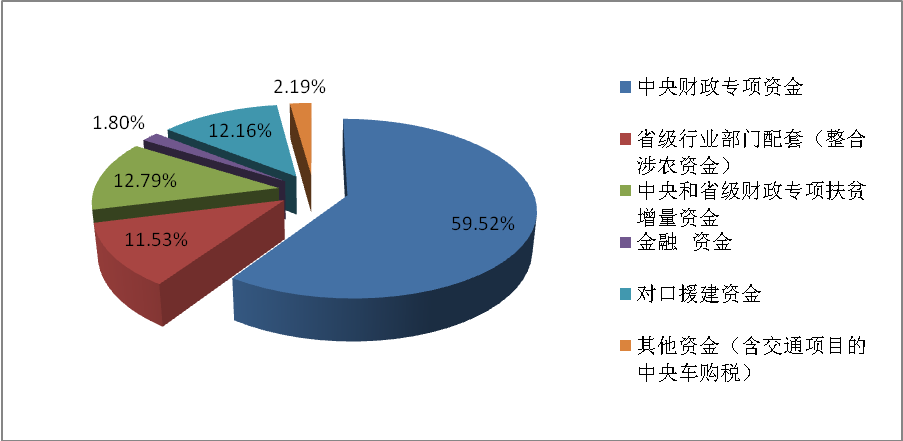 2.19%
1.80%
12.16%
12.79%
11.53%
59.52%
中央财政专项资金
省级行业部门配套（整合
涉农资金）
中央和省级财政专项扶贫
增量资金
金融 资金
对口援建资金
其他资金（含交通项目的
中央车购税）